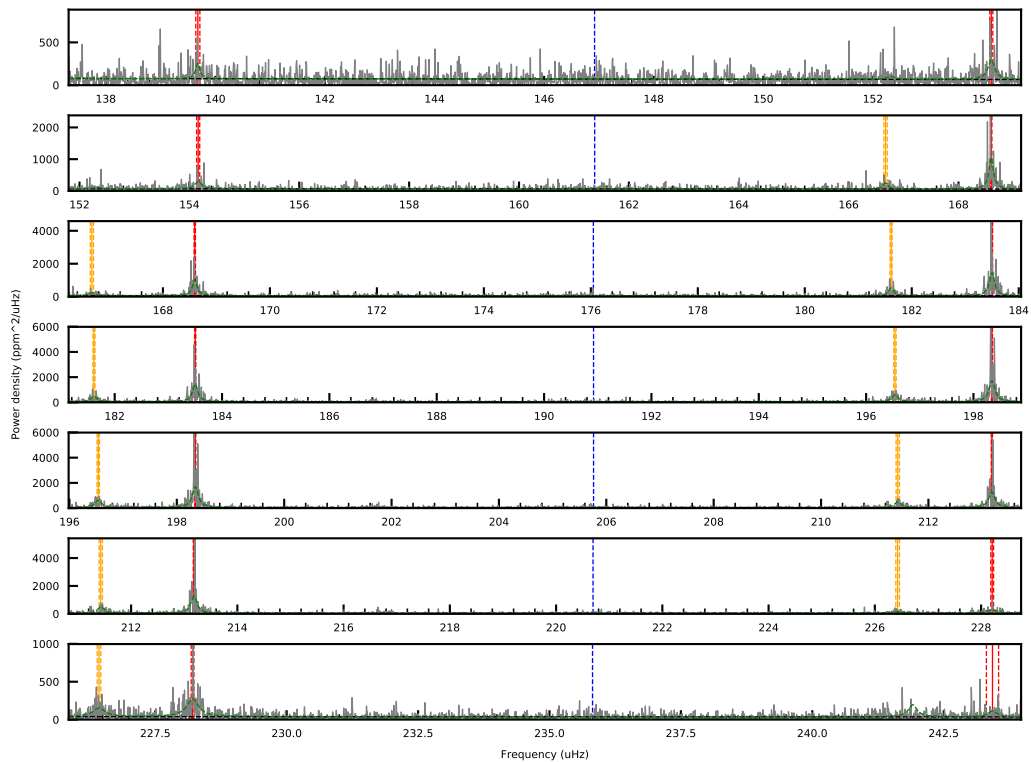 500
0
138 140 142 144 146 148 150 152 154
2000
1000
0
152 154 156 158 160 162 164 166 168
4000
2000
0
168 170 172 174 176 178 180 182 184
6000
4000
2000
0
182 184 186 188 190 192 194 196 198
6000
4000
2000
0
196 198 200 202 204 206 208 210 212
4000
2000
0
212 214 216 218 220 222 224 226 228
1000
500
0
227.5 230.0 232.5 235.0 237.5 240.0 242.5
Power density (ppm^2/uHz)
Frequency (uHz)